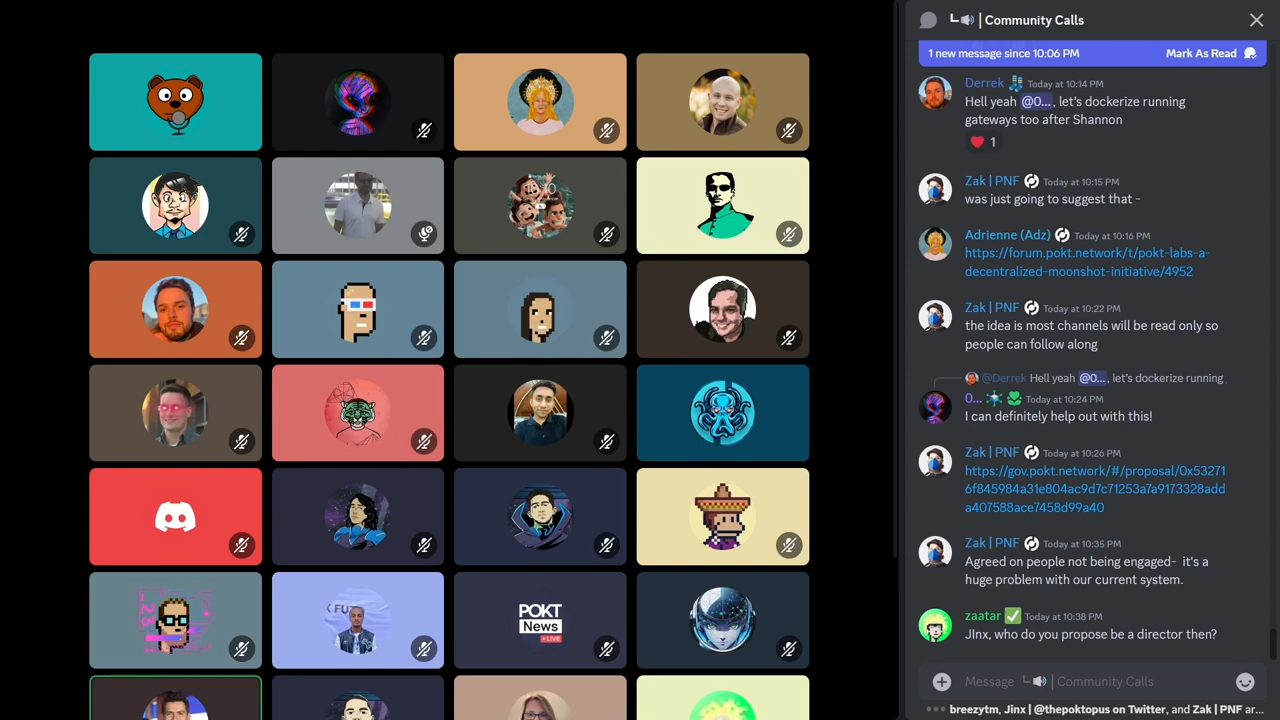 Community Calls
1 new message since 10:06 PM
Mark As Read
Derrek Today at 10:14 PM
Hell yeah @0..., let's dockerize running
gateways too after Shannon
1
Zak | PNF Today at 10:15 PM
was just going to suggest that -
Adrienne (Adz) Today at 10:16 PM
https://forum.pokt.network/t/pokt-labs-a-
decentralized-moonshot-initiative/4952
Zak | PNF Today at 10:22 PM
the idea is most channels will be read only so
people can follow along
@Derrek Hell yeah @0..., let's dockerize running
0... Today at 10:24 PM
I can definitely help out with this!
Zak | PNF Today at 10:26 PM
https://gov.pokt.network/#/proposal/0x53271
6f845984a31e804ac9d7c71253a7a9173328add
a407588ace7458d99a40
Zak | PNF Today at 10:35 PM
Agreed on people not being engaged- it's a
huge problem with our current system.
zaatar Today at 10:38 PM
JInx, who do you propose be a director then?
Message Community Calls
breezytm, Jinx | @thepoktopus on Twitter, and Zak | PNF ar...
K FU
POKT
News
LIVE